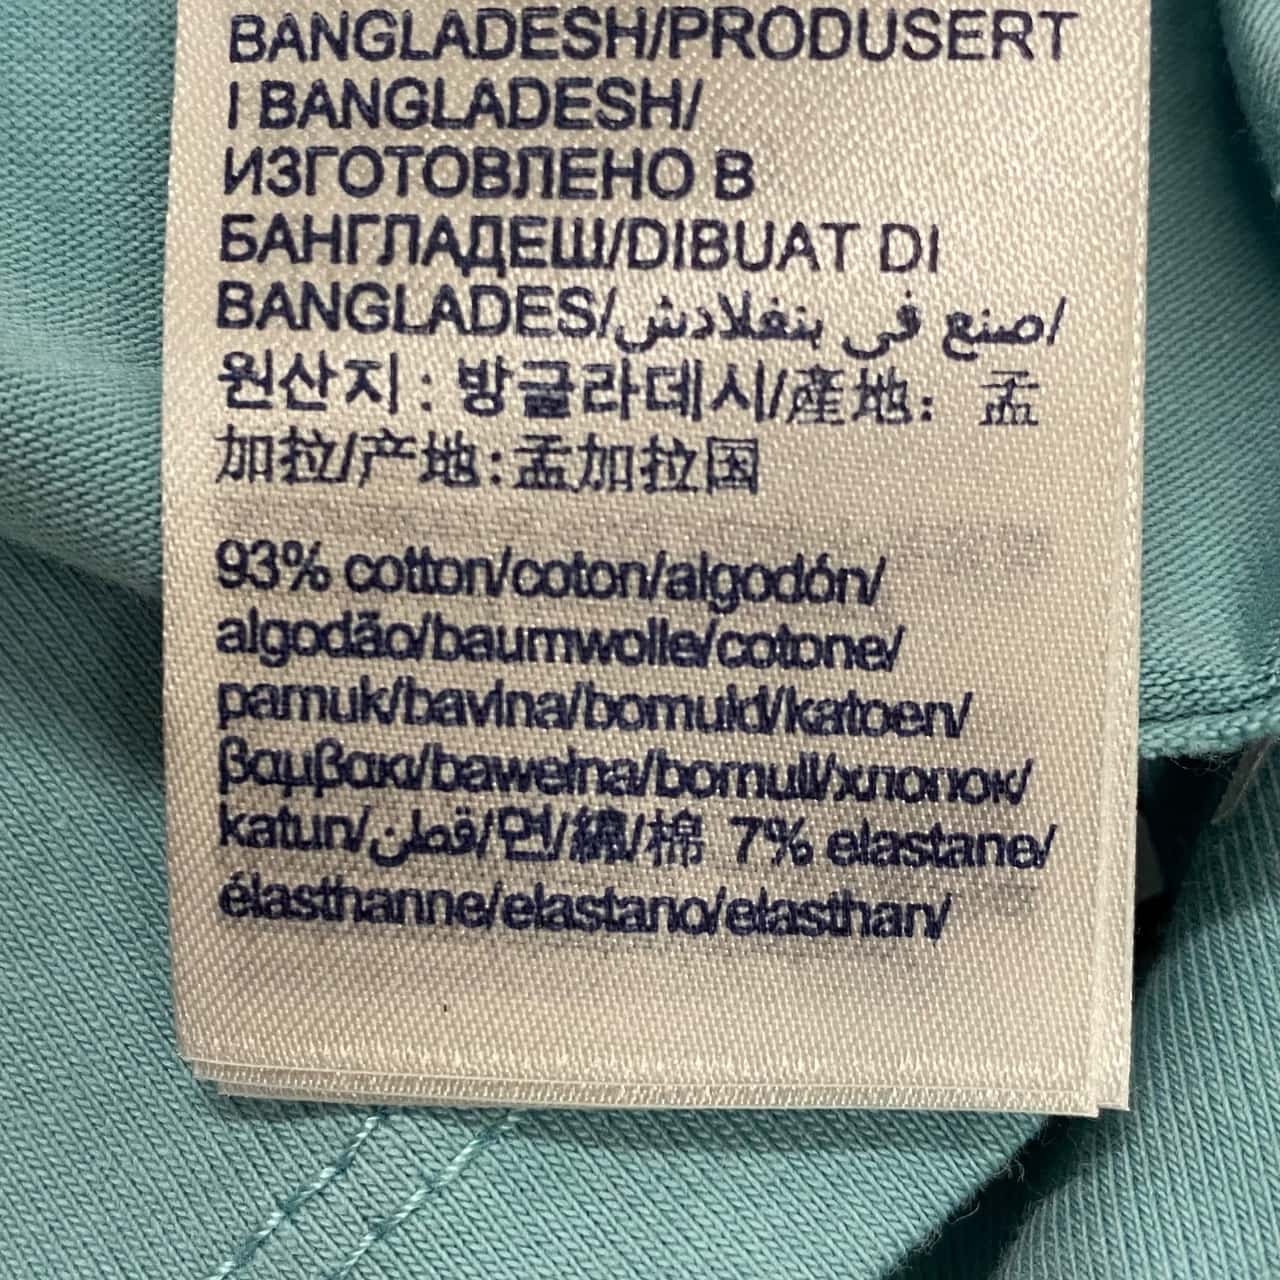 BANGLADESH/PRODUSERT
I BANGLADESH/
ИЗГОТОВЛЕНО В
БАНГЛАДЕШ/DIBUAT DI
BANGLADES/صنع في بنغلادش/
원산지 : 방글라데시/產地: 孟
加拉/产地:孟加拉国
93% cotton/coton/algodón/
algodão/baumwolle/cotone/
pamuk/bavlna/bomuld/katoen/
βαμβακι/bawełna/bomull/хлопок/
katun/قطن/면/綿/棉 7% elastane/
élasthanne/elastano/elasthan/